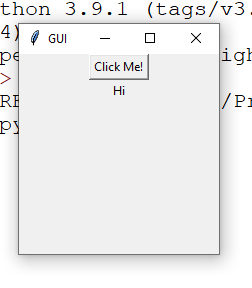 thon 3.9.1 (tags/v3.
4)
GUI
pe
igh
Click Me!
>
Hi
RE
/Pr
py